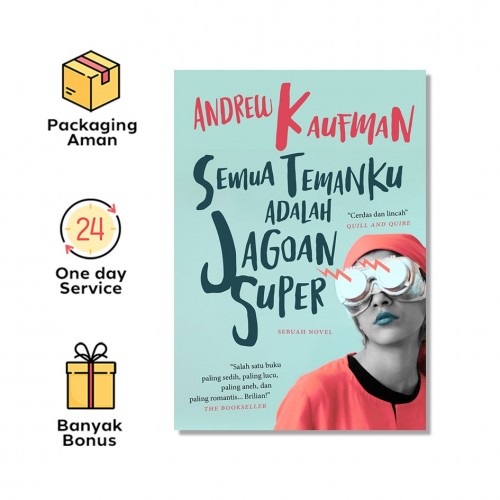 Packaging
Aman
24
One day
Service
Banyak
Bonus
ANDREW KAUFMAN
SEMUA TEMANKU
ADALAH
JAGOAN
SUPER
"Cerdas dan lincah"
QUILL AND QUIRE
SEBUAH NOVEL
"Salah satu buku
paling sedih, paling lucu,
paling aneh, dan
paling romantis... Brilian!"
THE BOOKSELLER